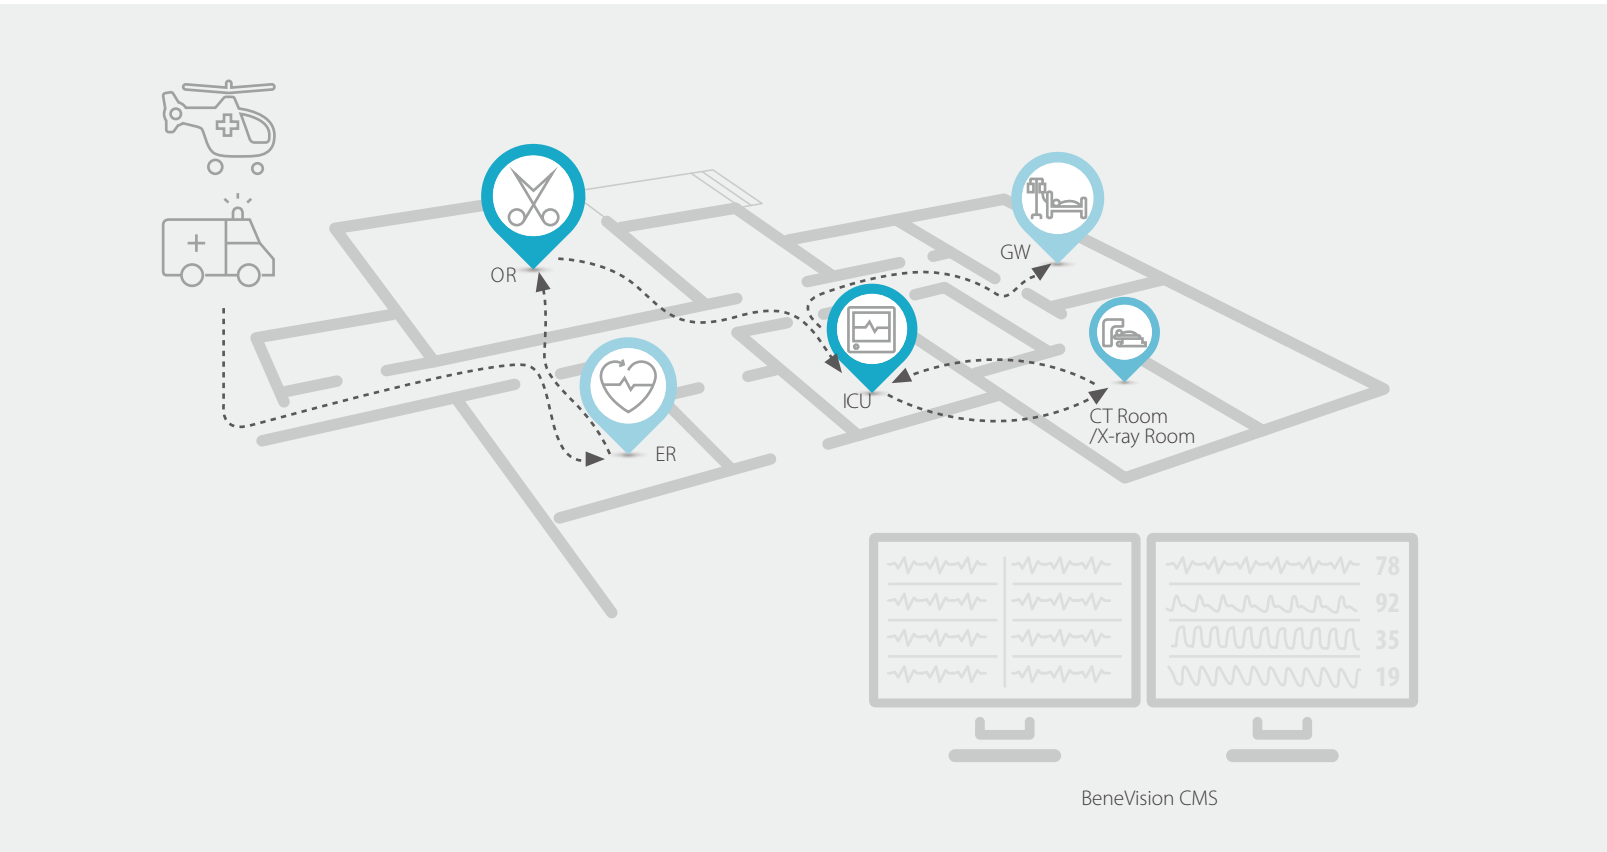 OR
GW
ICU
CT Room
/X-ray Room
ER
78
92
35
19
BeneVision CMS